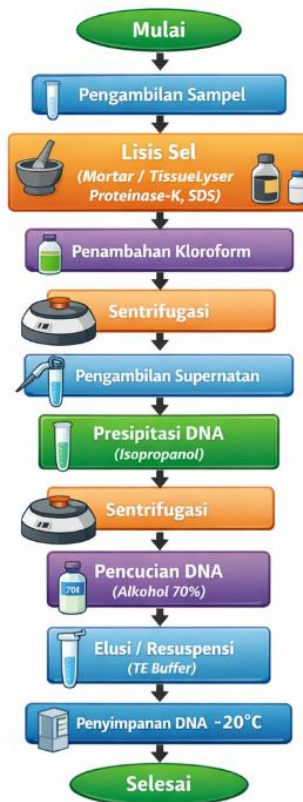 Mulai
Pengambilan Sampel
Lisis Sel
(Mortar / TissueLyser
Proteinase-K, SDS)
Penambahan Kloroform
Sentrifugasi
Pengambilan Supernatan
Presipitasi DNA
(Isopropanol)
Sentrifugasi
Pencucian DNA
(Alkohol 70%)
Elusi / Resuspensi
(TE Buffer)
Penyimpanan DNA -20°C
Selesai